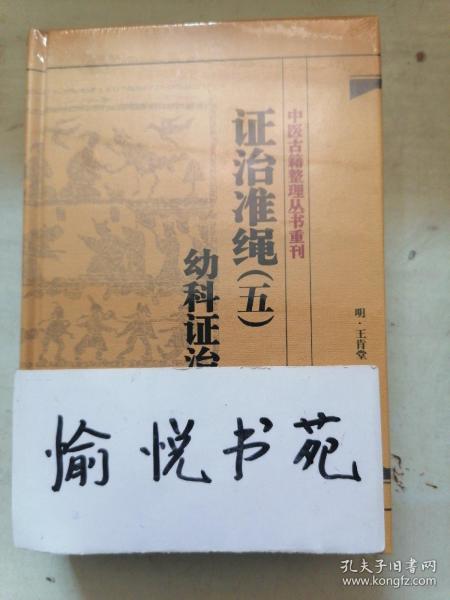 中医古籍整理丛书重刊
证治准绳(五)
幼科证治
明·王肯堂
愉悦书苑
孔夫子旧书网
www.kongfz.com